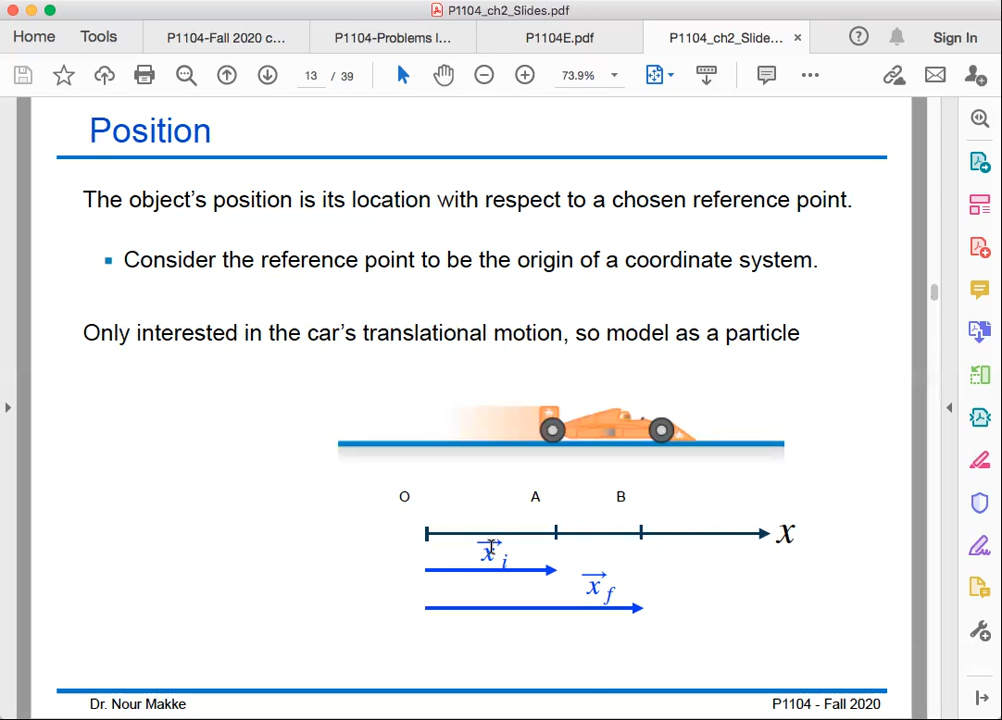 P1104_ch2_Slides.pdf
Home Tools P1104-Fall 2020 c... P1104-Problems l... P1104E.pdf P1104_ch2_Slide... × Sign In
13 / 39 73.9%
Position
The object's position is its location with respect to a chosen reference point.
Consider the reference point to be the origin of a coordinate system.
Only interested in the car's translational motion, so model as a particle
O A B
x
x⃗ᵢ
x⃗_f
Dr. Nour Makke P1104 - Fall 2020